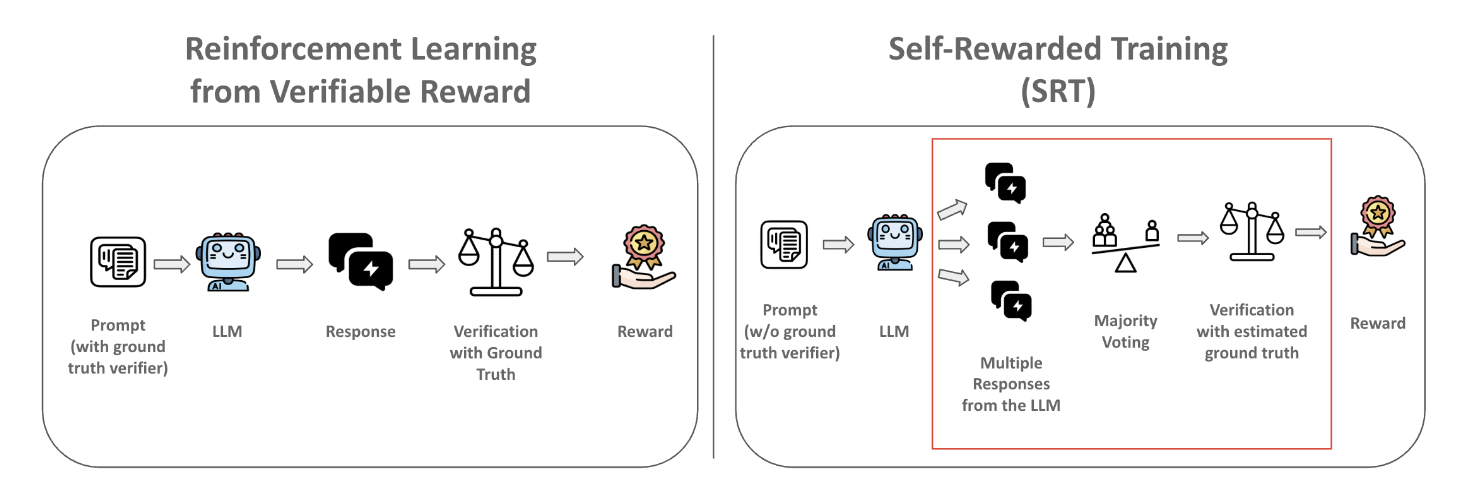 Reinforcement Learning
from Verifiable Reward
Prompt
(with ground
truth verifier)
LLM
AI
Response
Verification
with Ground
Truth
Reward
Self-Rewarded Training
(SRT)
Prompt
(w/o ground
truth verifier)
LLM
AI
Multiple
Responses
from the LLM
Majority
Voting
Verification
with estimated
ground truth
Reward